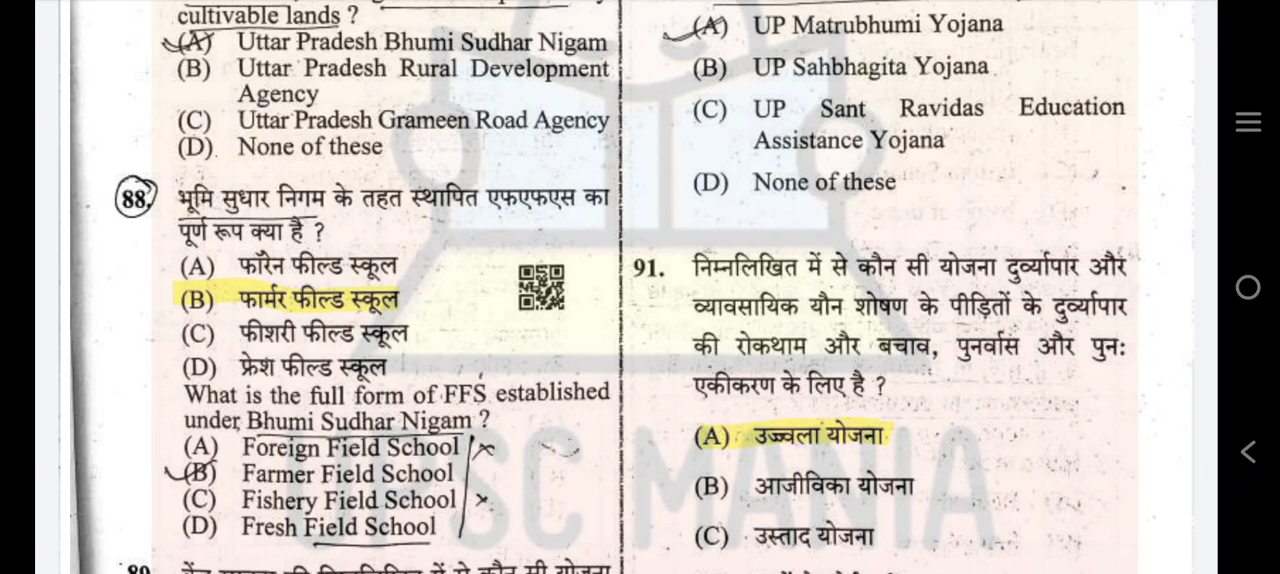 cultivable lands ?
(A) Uttar Pradesh Bhumi Sudhar Nigam
(B) Uttar Pradesh Rural Development
Agency
(C) Uttar Pradesh Grameen Road Agency
(D) None of these
88. भूमि सुधार निगम के तहत स्थापित एफएफएस का
पूर्ण रूप क्या है ?
(A) फॉरेन फील्ड स्कूल
(B) फार्मर फील्ड स्कूल
(C) फीशरी फील्ड स्कूल
(D) फ्रेश फील्ड स्कूल
What is the full form of FFS established
under Bhumi Sudhar Nigam ?
(A) Foreign Field School
(B) Farmer Field School
(C) Fishery Field School
(D) Fresh Field School
89.
(A) UP Matrubhumi Yojana
(B) UP Sahbhagita Yojana
(C) UP Sant Ravidas Education
Assistance Yojana
(D) None of these
91. निम्नलिखित में से कौन सी योजना दुर्व्यापार और
व्यावसायिक यौन शोषण के पीड़ितों के दुर्व्यापार
की रोकथाम और बचाव, पुनर्वास और पुनः
एकीकरण के लिए है ?
(A) उज्ज्वला योजना
(B) आजीविका योजना
(C) उस्ताद योजना
SC MANIA